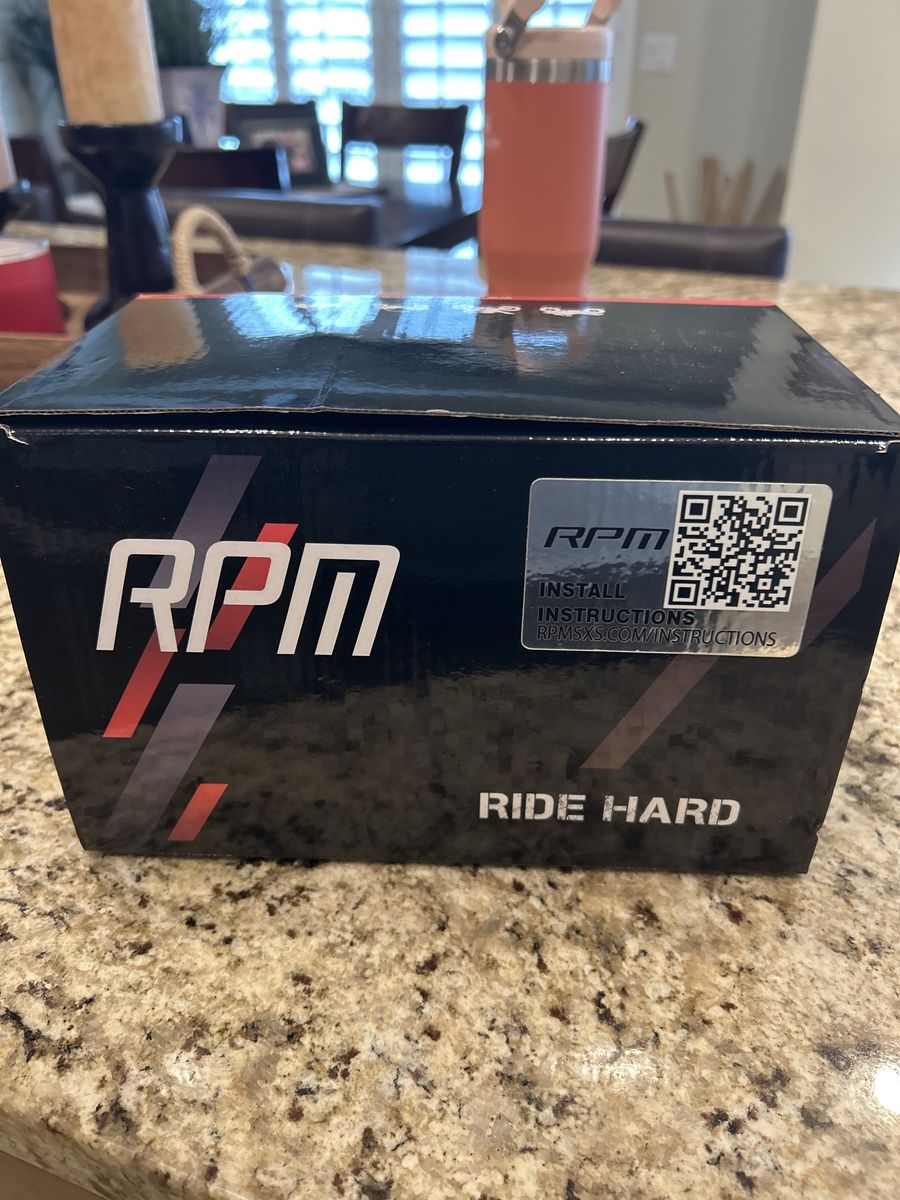 RPM
RPM
INSTALL
INSTRUCTIONS
RPMSXS.COM/INSTRUCTIONS
RIDE HARD